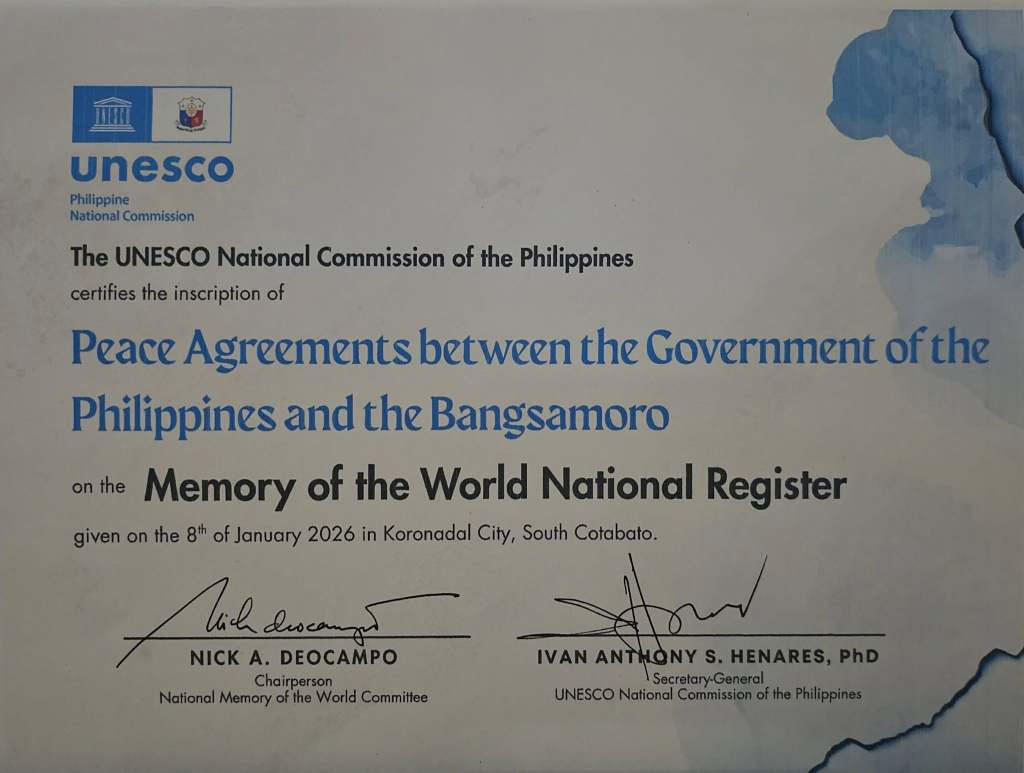 unesco
Philippine
National Commission
The UNESCO National Commission of the Philippines
certifies the inscription of
Peace Agreements between the Government of the
Philippines and the Bangsamoro
on the Memory of the World National Register
given on the 8th of January 2026 in Koronadal City, South Cotabato.
Nick deocampo
NICK A. DEOCAMPO
Chairperson
National Memory of the World Committee
IVAN ANTHONY S. HENARES, PhD
Secretary-General
UNESCO National Commission of the Philippines